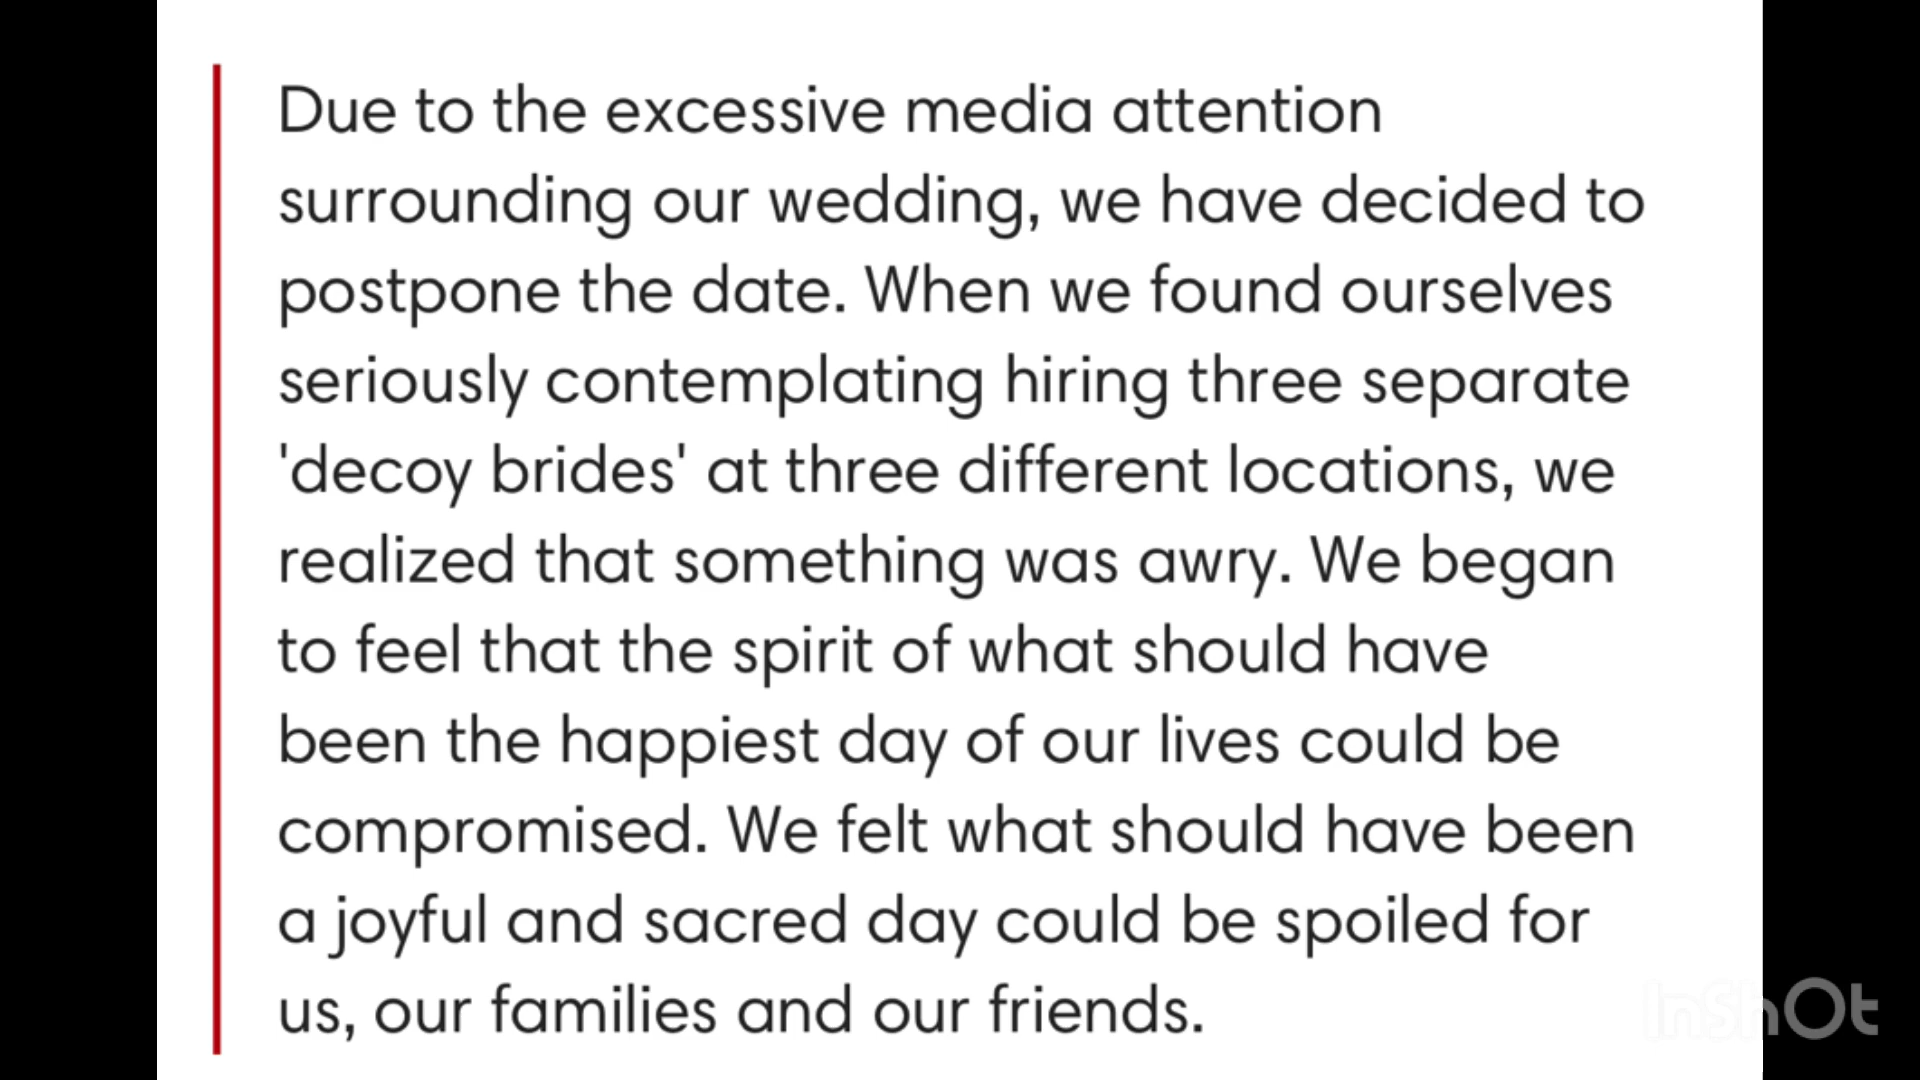 Due to the excessive media attention
surrounding our wedding, we have decided to
postpone the date. When we found ourselves
seriously contemplating hiring three separate
'decoy brides' at three different locations, we
realized that something was awry. We began
to feel that the spirit of what should have
been the happiest day of our lives could be
compromised. We felt what should have been
a joyful and sacred day could be spoiled for
us, our families and our friends.
InShOt